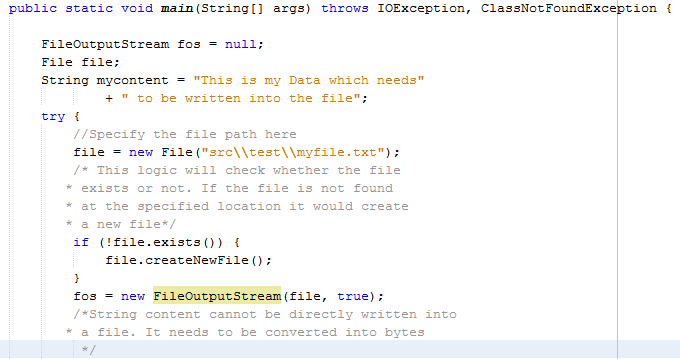 public static void main(String[] args) throws IOException, ClassNotFoundException {
FileOutputStream fos = null;
File file;
String mycontent = "This is my Data which needs"
+ " to be written into the file";
try {
//Specify the file path here
file = new File("src\\test\\myfile.txt");
/* This logic will check whether the file
* exists or not. If the file is not found
* at the specified location it would create
* a new file*/
if (!file.exists()) {
file.createNewFile();
}
fos = new FileOutputStream(file, true);
/*String content cannot be directly written into
* a file. It needs to be converted into bytes
*/